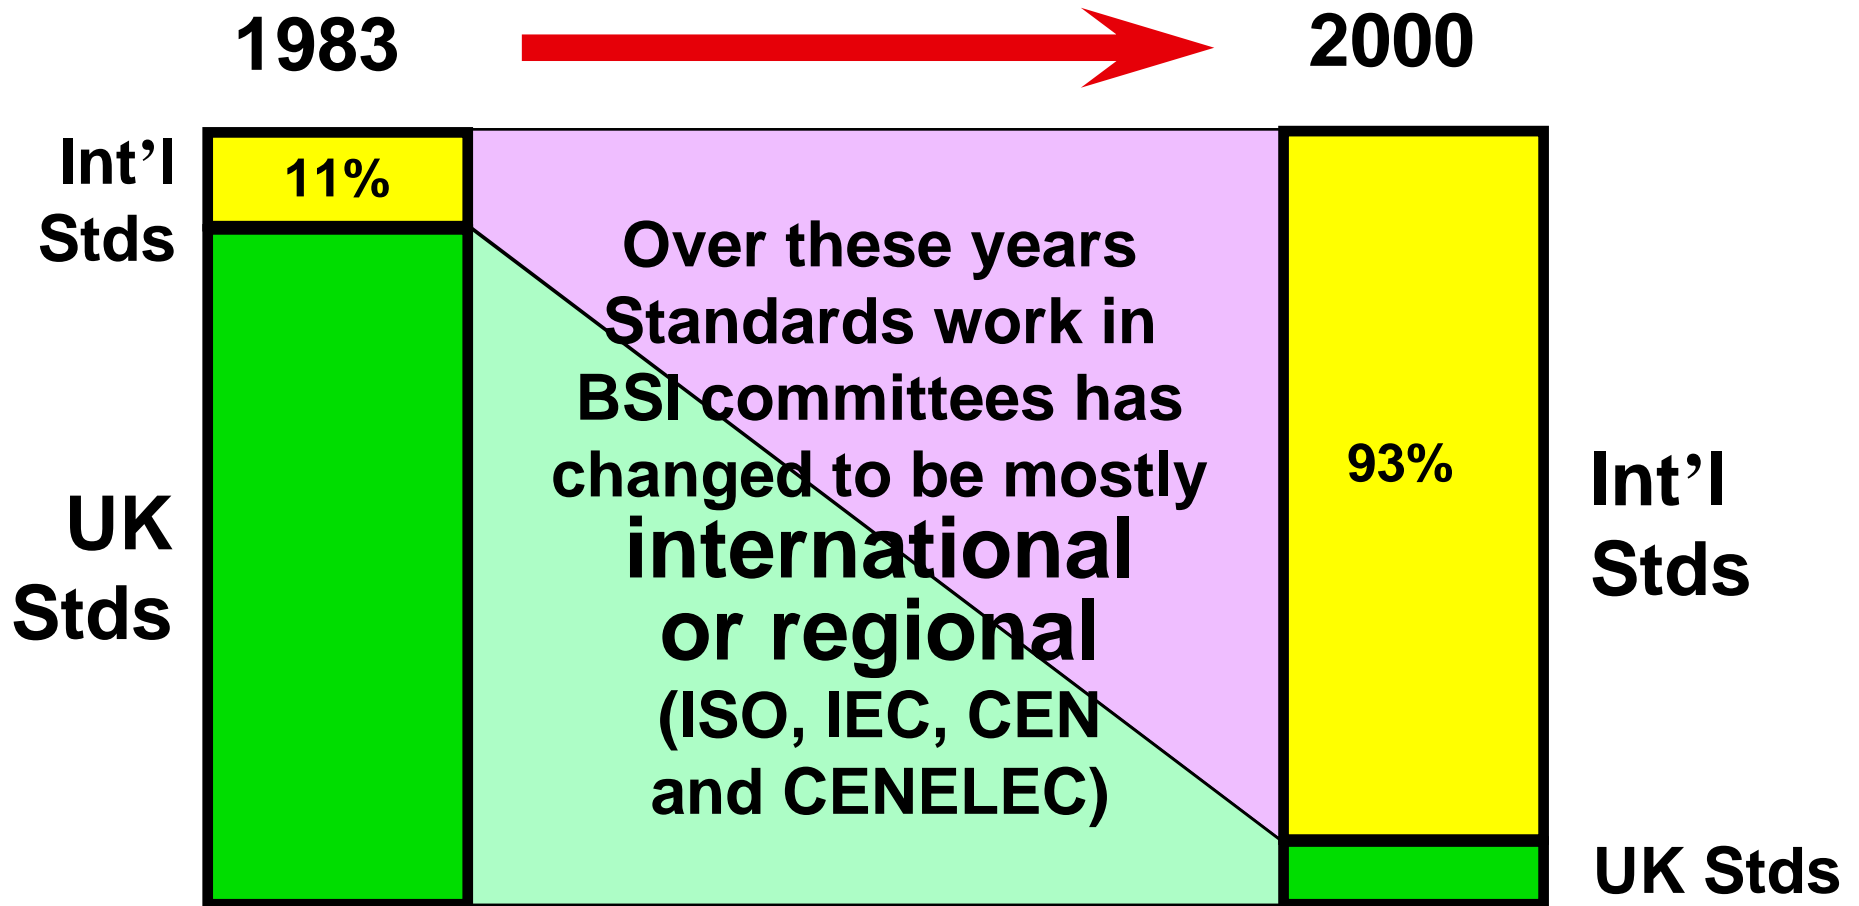 1983
2000
Int’l
Stds
11%
UK
Stds
Over these years
Standards work in
BSI committees has
changed to be mostly
international
or regional
(ISO, IEC, CEN
and CENELEC)
93%
Int’l
Stds
UK Stds